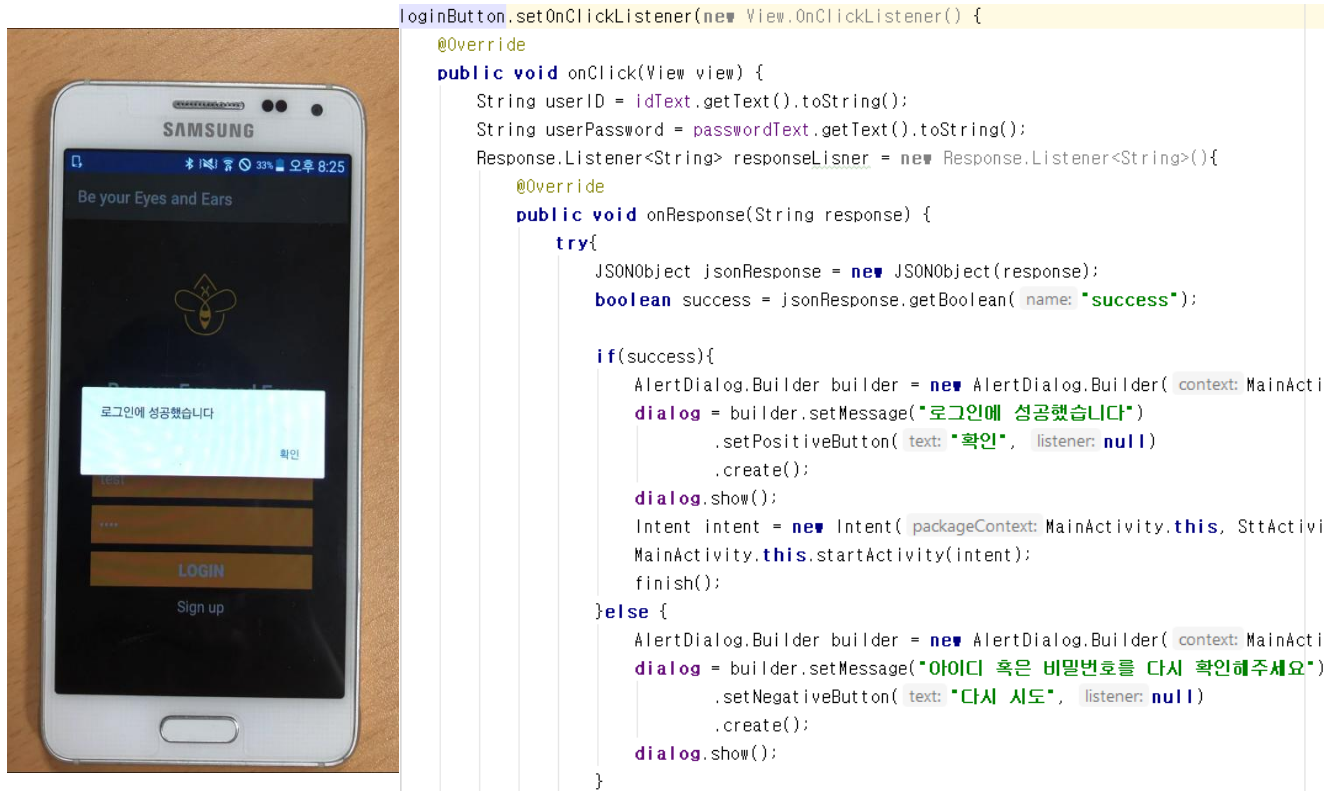 SAMSUNG
33% 오후 8:25
Be your Eyes and Ears
로그인에 성공했습니다
확인
test
••••
LOGIN
Sign up
loginButton.setOnClickListener(new View.OnClickListener() {
@Override
public void onClick(View view) {
String userID = idText.getText().toString();
String userPassword = passwordText.getText().toString();
Response.Listener<String> responseLisner = new Response.Listener<String>(){
@Override
public void onResponse(String response) {
try{
JSONObject jsonResponse = new JSONObject(response);
boolean success = jsonResponse.getBoolean( name: "success");
if(success){
AlertDialog.Builder builder = new AlertDialog.Builder( context: MainActi
dialog = builder.setMessage("로그인에 성공했습니다")
.setPositiveButton( text: "확인", listener: null)
.create();
dialog.show();
Intent intent = new Intent( packageContext: MainActivity.this, SttActivi
MainActivity.this.startActivity(intent);
finish();
}else {
AlertDialog.Builder builder = new AlertDialog.Builder( context: MainActi
dialog = builder.setMessage("아이디 혹은 비밀번호를 다시 확인해주세요")
.setNegativeButton( text: "다시 시도", listener: null)
.create();
dialog.show();
}